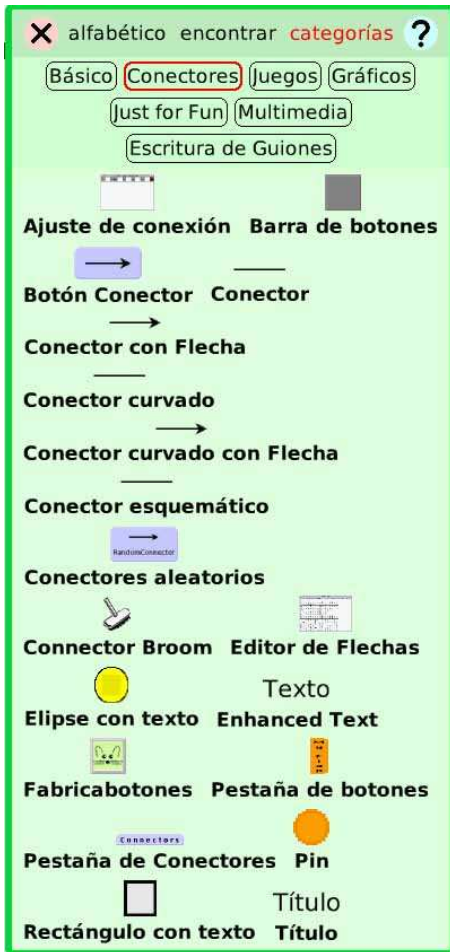 alfabético encontrar categorías ?
Básico Conectores Juegos Gráficos
Just for Fun Multimedia
Escritura de Guiones
Ajuste de conexión Barra de botones
Botón Conector Conector
Conector con Flecha
Conector curvado
Conector curvado con Flecha
Conector esquemático
RandomConnector
Conectores aleatorios
Connector Broom Editor de Flechas
Texto
Elipse con texto Enhanced Text
Fabricabotones Pestaña de botones
Connectors
Pestaña de Conectores Pin
Título
Rectángulo con texto Título